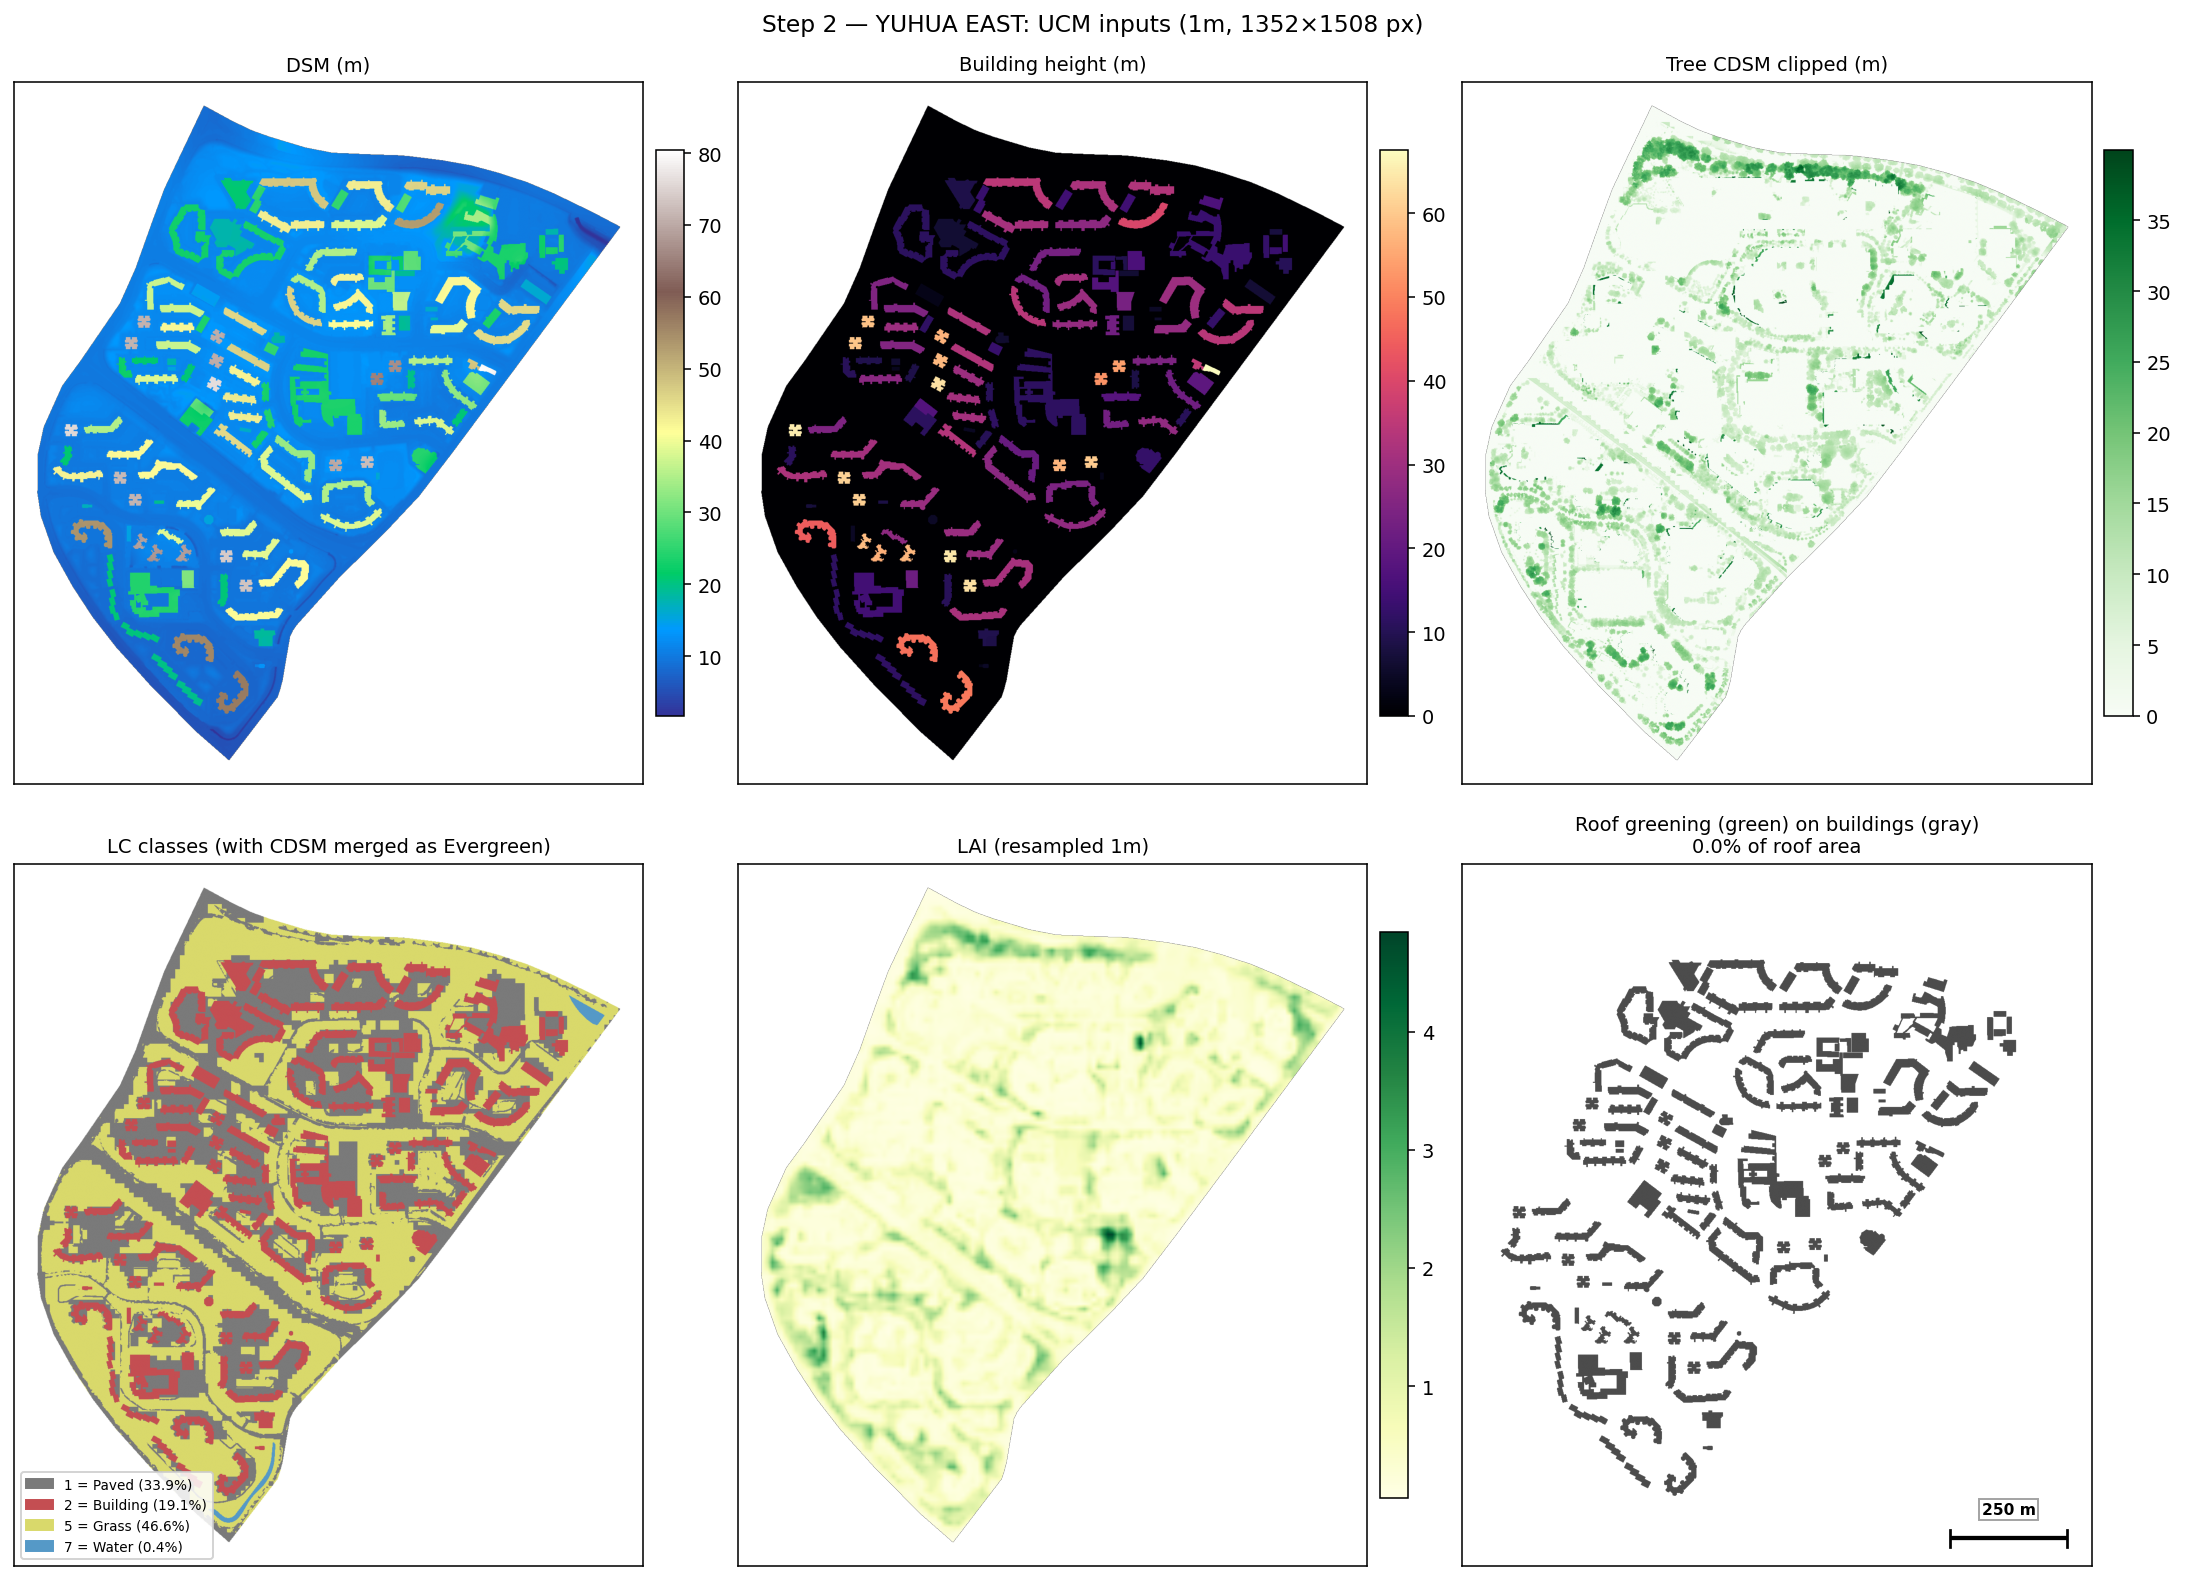 Step 2 — YUHUA EAST: UCM inputs (1m, 1352×1508 px)
DSM (m)
80
70
60
50
40
30
20
10
Building height (m)
60
50
40
30
20
10
0
Tree CDSM clipped (m)
35
30
25
20
15
10
5
0
LC classes (with CDSM merged as Evergreen)
1 = Paved (33.9%)
2 = Building (19.1%)
5 = Grass (46.6%)
7 = Water (0.4%)
LAI (resampled 1m)
4
3
2
1
Roof greening (green) on buildings (gray)
0.0% of roof area
250 m